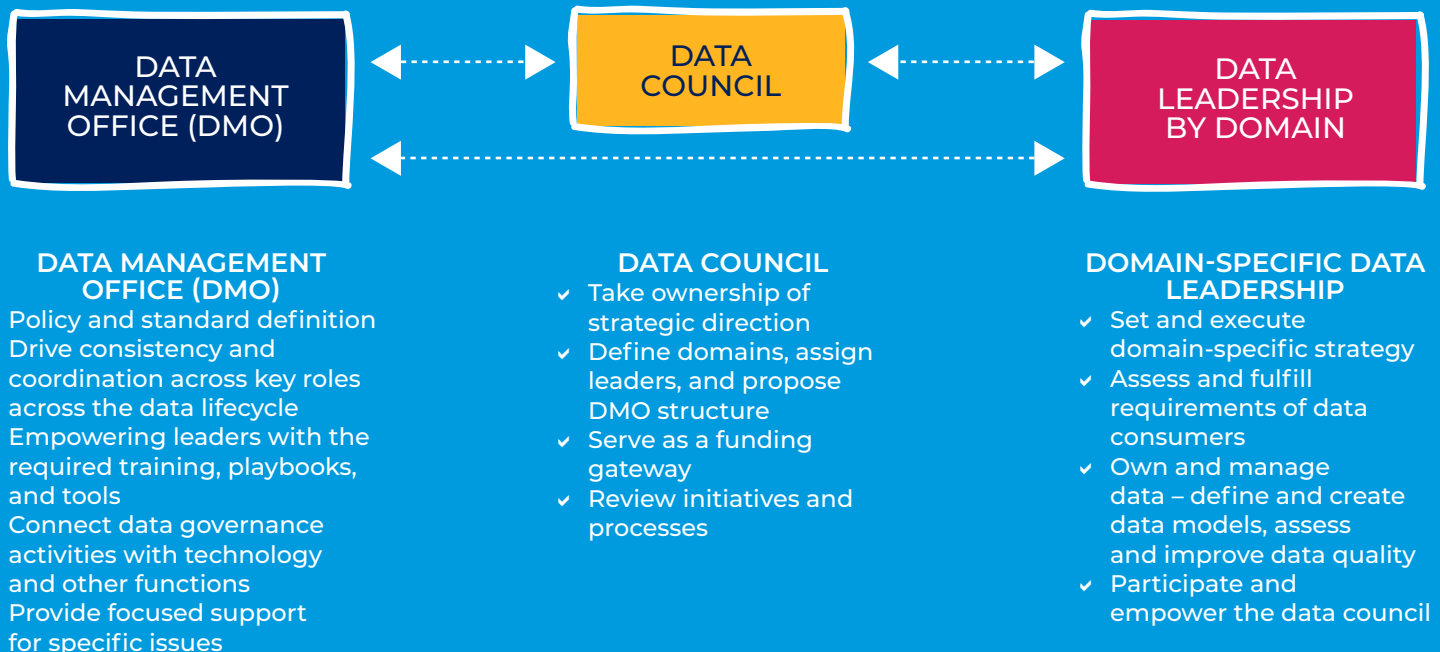 DATA
MANAGEMENT
OFFICE (DMO)
DATA
COUNCIL
DATA
LEADERSHIP
BY DOMAIN
DATA MANAGEMENT
OFFICE (DMO)
Policy and standard definition
Drive consistency and
coordination across key roles
across the data lifecycle
Empowering leaders with the
required training, playbooks,
and tools
Connect data governance
activities with technology
and other functions
Provide focused support
for specific issues
DATA COUNCIL
Take ownership of
strategic direction
Define domains, assign
leaders, and propose
DMO structure
Serve as a funding
gateway
Review initiatives and
processes
DOMAIN-SPECIFIC DATA
LEADERSHIP
Set and execute
domain-specific strategy
Assess and fulfill
requirements of data
consumers
Own and manage
data – define and create
data models, assess
and improve data quality
Participate and
empower the data council